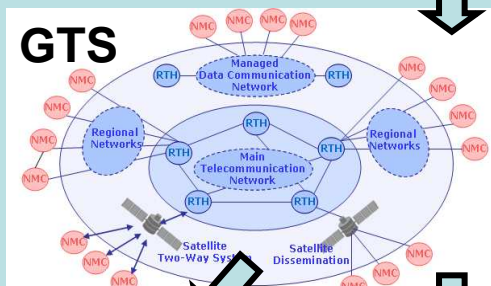 GTS
NMC
NMC
NMC
NMC
NMC
Managed
Data Communication
Network
RTH
RTH
NMC
NMC
NMC
NMC
NMC
NMC
NMC
Regional
Networks
RTH
RTH
RTH
Regional
Networks
Main
Telecommunication
Network
RTH
RTH
NMC
NMC
NMC
Satellite
Two-Way System
Satellite
Dissemination
NMC
NMC
NMC